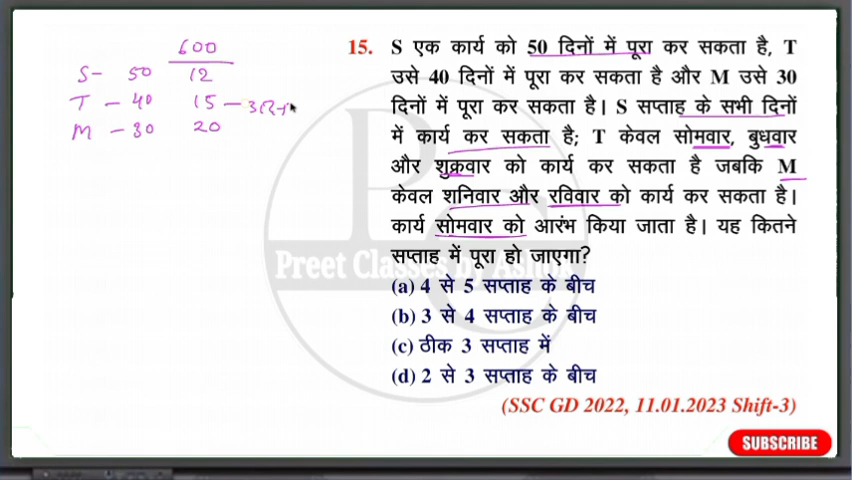 600
S- 50 12
T - 40 15 - 3
M - 30 20
15. S एक कार्य को 50 दिनों में पूरा कर सकता है, T
उसे 40 दिनों में पूरा कर सकता है और M उसे 30
दिनों में पूरा कर सकता है। S सप्ताह के सभी दिनों
में कार्य कर सकता है; T केवल सोमवार, बुधवार
और शुक्रवार को कार्य कर सकता है जबकि M
केवल शनिवार और रविवार को कार्य कर सकता है।
कार्य सोमवार को आरंभ किया जाता है। यह कितने
सप्ताह में पूरा हो जाएगा?
Preet Classes by Ashok
(a) 4 से 5 सप्ताह के बीच
(b) 3 से 4 सप्ताह के बीच
(c) ठीक 3 सप्ताह में
(d) 2 से 3 सप्ताह के बीच
(SSC GD 2022, 11.01.2023 Shift-3)
SUBSCRIBE